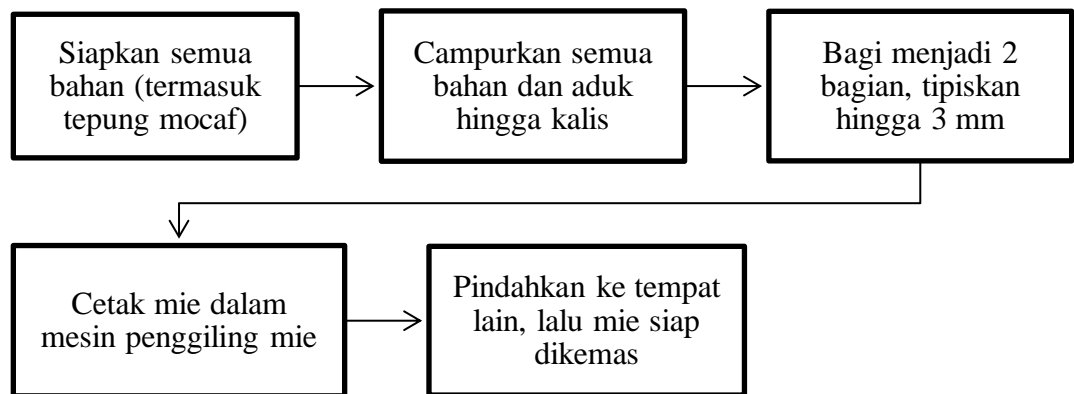 Siapkan semua
bahan (termasuk
tepung mocaf)
Campurkan semua
bahan dan aduk
hingga kalis
Bagi menjadi 2
bagian, tipiskan
hingga 3 mm
Cetak mie dalam
mesin penggiling mie
Pindahkan ke tempat
lain, lalu mie siap
dikemas